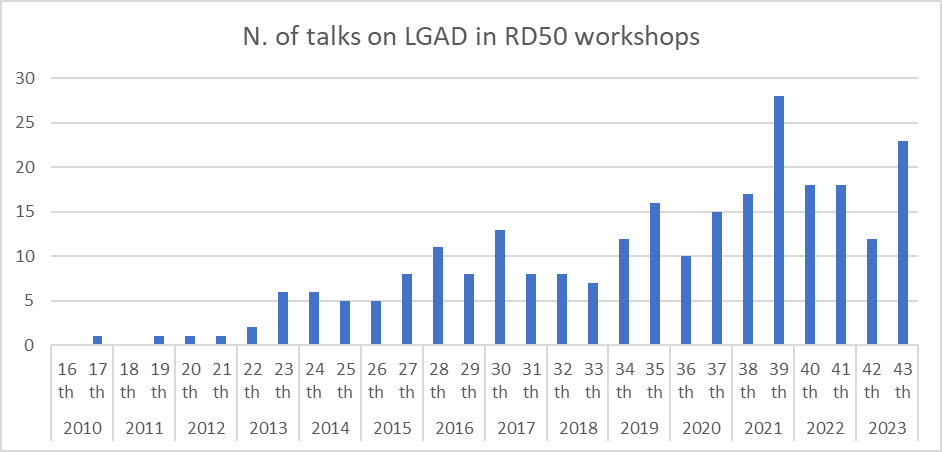 N. of talks on LGAD in RD50 workshops
30
25
20
15
10
5
0
16 17 18 19 20 21 22 23 24 25 26 27 28 29 30 31 32 33 34 35 36 37 38 39 40 41 42 43
th th th th th th th th th th th th th th th th th th th th th th th th th th th th
2010 2011 2012 2013 2014 2015 2016 2017 2018 2019 2020 2021 2022 2023